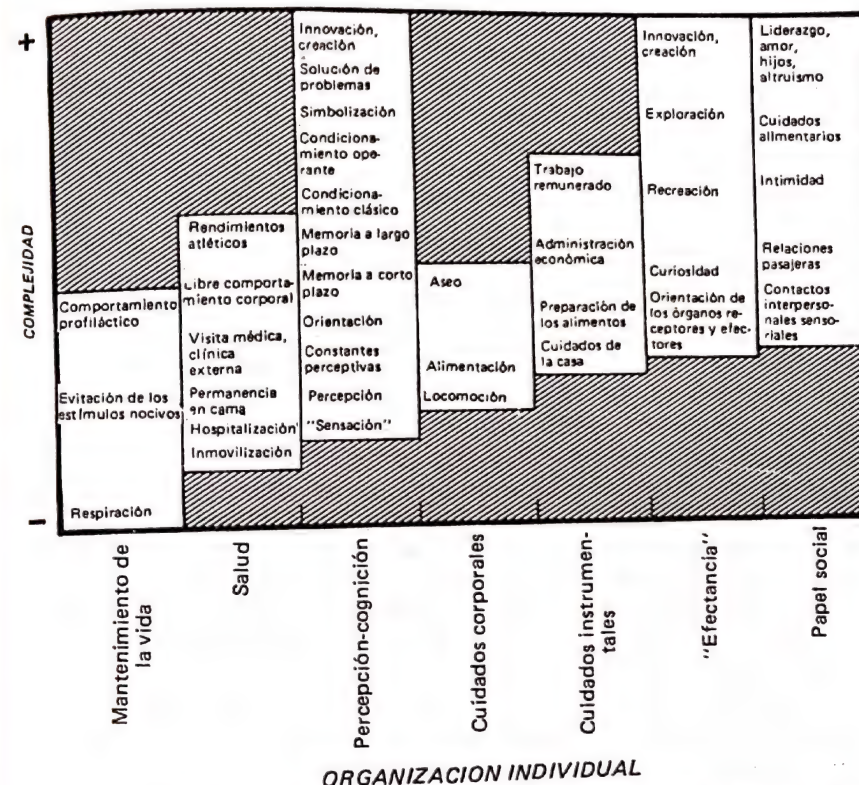 +
COMPLEJIDAD
−
Comportamiento
profiláctico
Evitación de los
estímulos nocivos
Respiración
Rendimientos
atléticos
Libre comporta-
miento corporal
Visita médica,
clínica
externa
Permanencia
en cama
Hospitalización
Inmovilización
Innovación,
creación
Solución de
problemas
Simbolización
Condiciona-
miento ope-
rante
Condiciona-
miento clásico
Memoria a largo
plazo
Memoria a corto
plazo
Orientación
Constantes
perceptivas
Percepción
"Sensación"
Aseo
Alimentación
Locomoción
Trabajo
remunerado
Administración
económica
Preparación de
los alimentos
Cuidados de
la casa
Innovación,
creación
Exploración
Recreación
Curiosidad
Orientación de
los órganos re-
ceptores y efec-
tores
Liderazgo,
amor,
hijos,
altruismo
Cuidados
alimentarios
Intimidad
Relaciones
pasajeras
Contactos
interperso-
nales senso-
riales
Mantenimiento de
la vida
Salud
Percepción-cognición
Cuidados corporales
Cuidados instrumen-
tales
"Efectancia"
Papel social
ORGANIZACION INDIVIDUAL